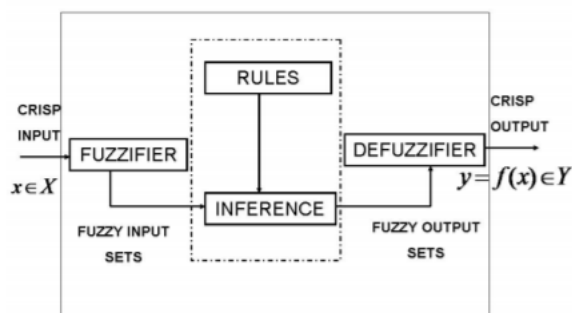 RULES
CRISP
INPUT
FUZZIFIER
x∈X
FUZZY INPUT
SETS
INFERENCE
CRISP
OUTPUT
DEFUZZIFIER
y=f(x)∈Y
FUZZY OUTPUT
SETS